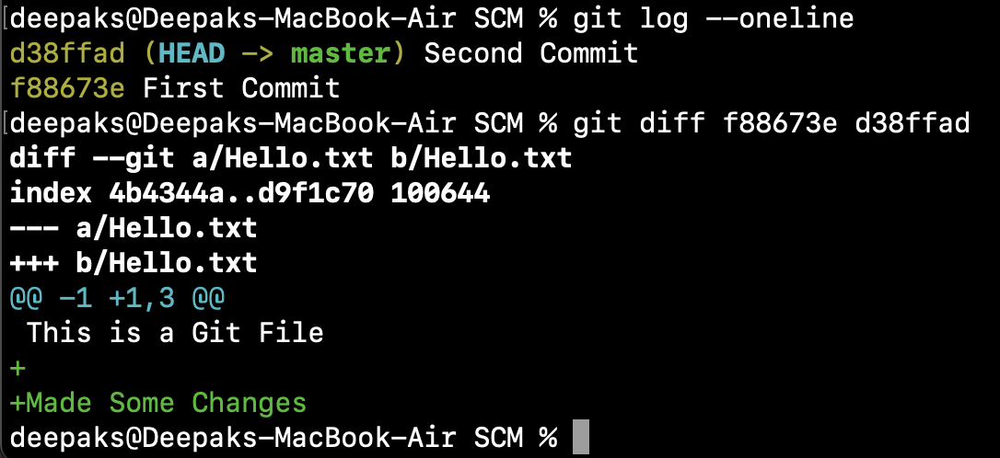 [deepaks@Deepaks-MacBook-Air SCM % git log --oneline
d38ffad (HEAD -> master) Second Commit
f88673e First Commit
[deepaks@Deepaks-MacBook-Air SCM % git diff f88673e d38ffad
diff --git a/Hello.txt b/Hello.txt
index 4b4344a..d9f1c70 100644
--- a/Hello.txt
+++ b/Hello.txt
@@ -1 +1,3 @@
 This is a Git File
+
+Made Some Changes
deepaks@Deepaks-MacBook-Air SCM %